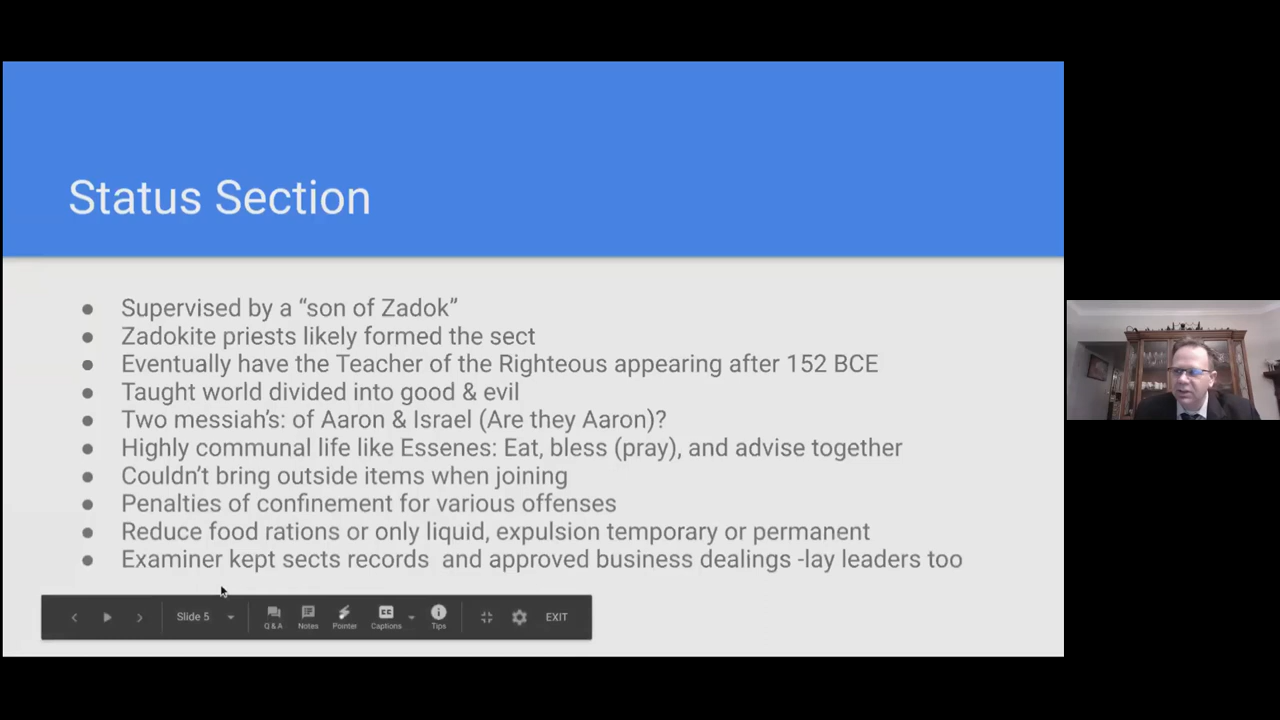 Status Section
● Supervised by a “son of Zadok”
● Zadokite priests likely formed the sect
● Eventually have the Teacher of the Righteous appearing after 152 BCE
● Taught world divided into good & evil
● Two messiah’s: of Aaron & Israel (Are they Aaron)?
● Highly communal life like Essenes: Eat, bless (pray), and advise together
● Couldn’t bring outside items when joining
● Penalties of confinement for various offenses
● Reduce food rations or only liquid, expulsion temporary or permanent
● Examiner kept sects records  and approved business dealings -lay leaders too
Slide 5 Q & A Notes Pointer Captions Tips EXIT